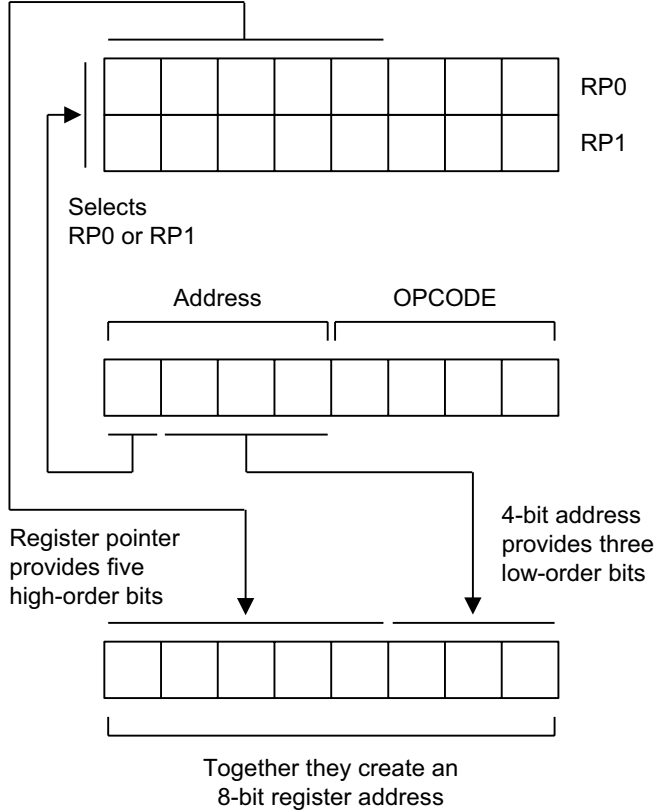 RP0
RP1
Selects
RP0 or RP1
Address
OPCODE
Register pointer
provides five
high-order bits
4-bit address
provides three
low-order bits
Together they create an
8-bit register address